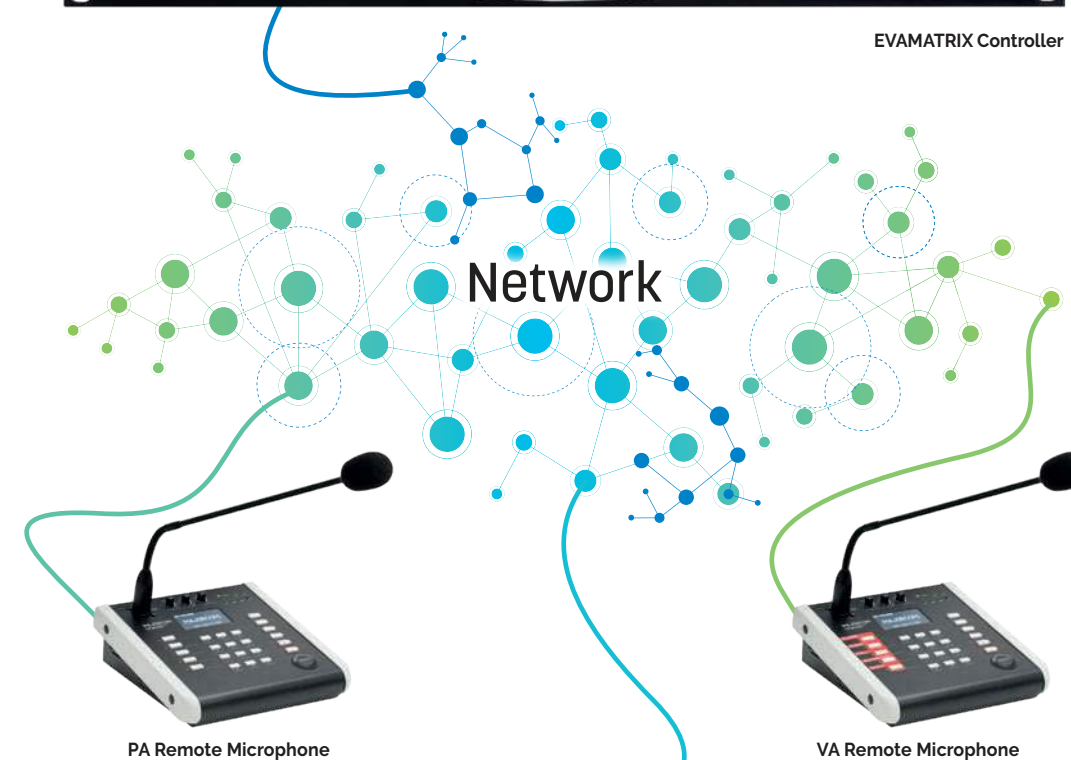 EVAMATRIX Controller
Network
PA Remote Microphone
VA Remote Microphone